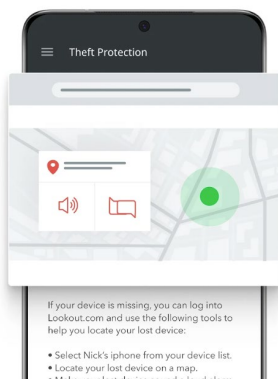 Theft Protection
If your device is missing, you can log into
Lookout.com and use the following tools to
help you locate your lost device:
• Select Nick's iphone from your device list.
• Locate your lost device on a map.